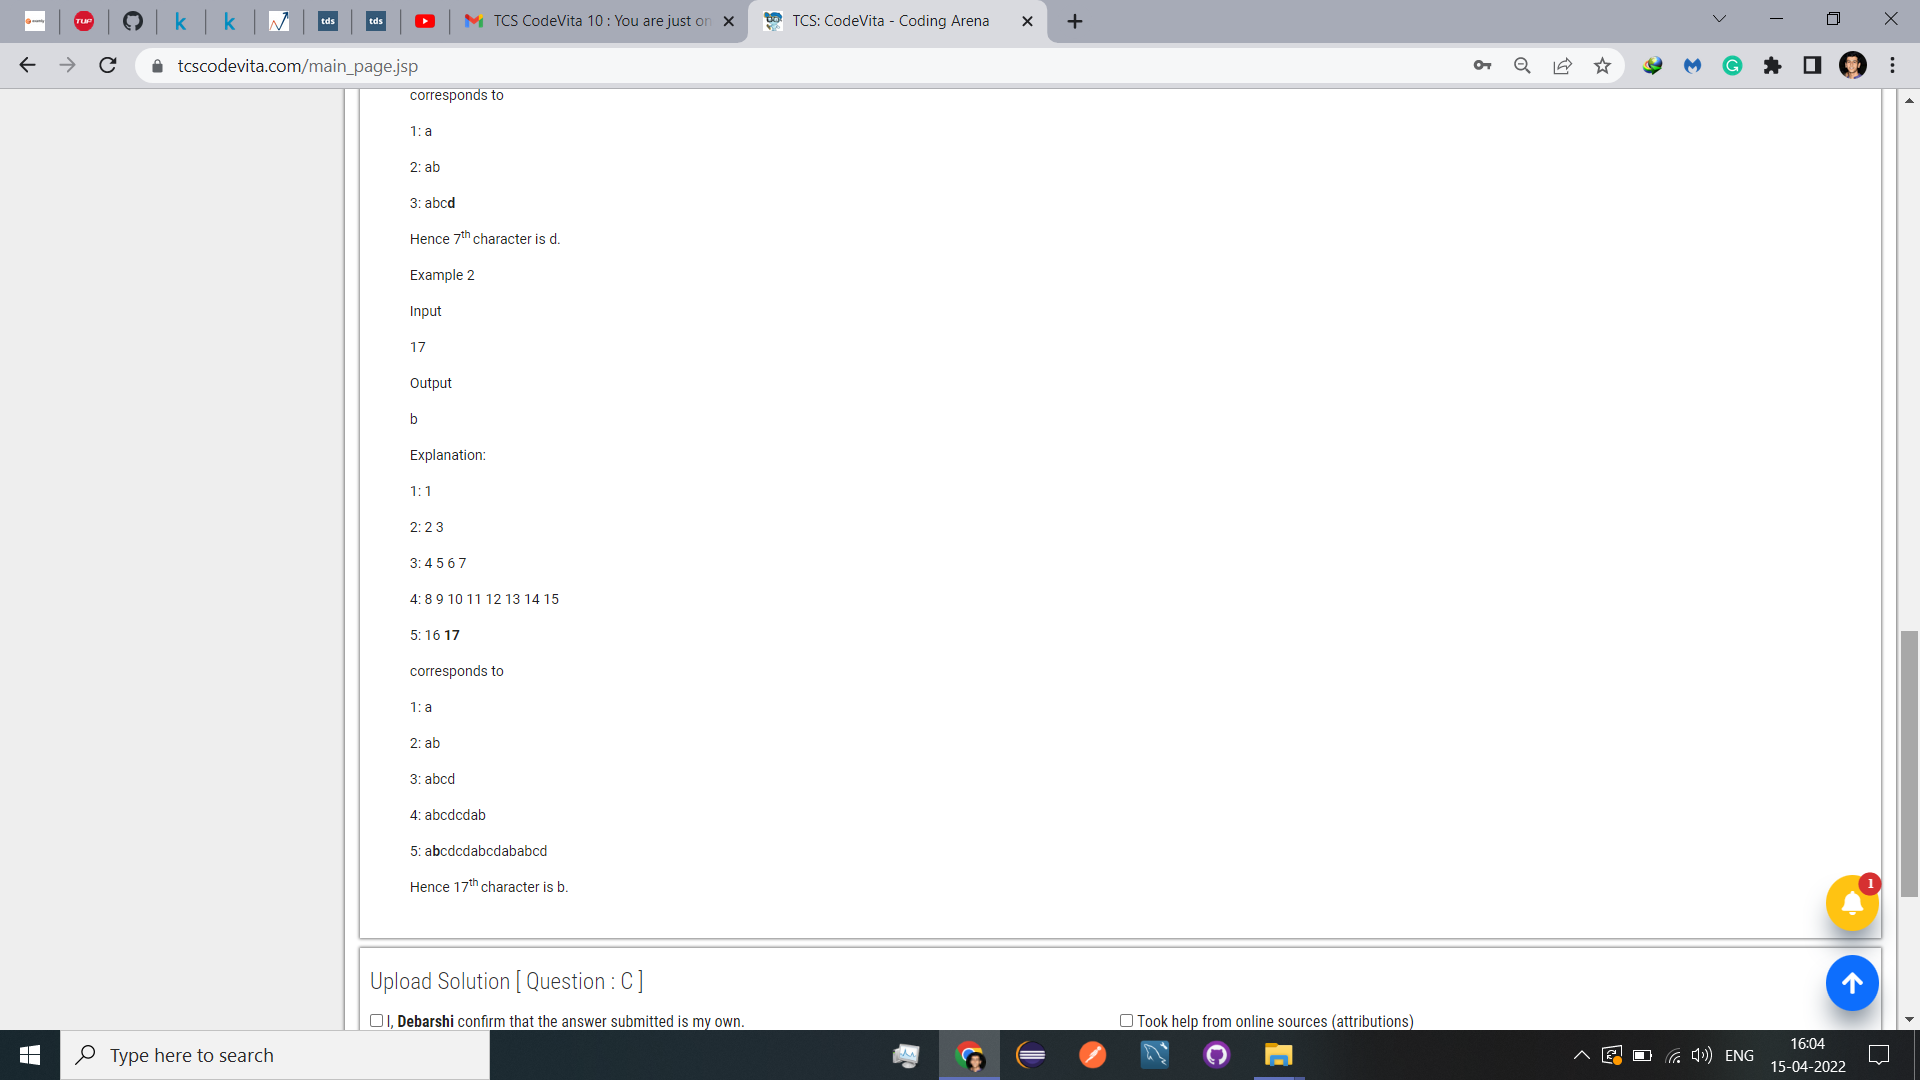 TUP
k
k
tds
tds
TCS CodeVita 10 : You are just on
TCS: CodeVita - Coding Arena
tcscodevita.com/main_page.jsp
corresponds to
1: a
2: ab
3: abcd
Hence 7th character is d.
Example 2
Input
17
Output
b
Explanation:
1: 1
2: 2 3
3: 4 5 6 7
4: 8 9 10 11 12 13 14 15
5: 16 17
corresponds to
1: a
2: ab
3: abcd
4: abcdcdab
5: abcdcdabcdababcd
Hence 17th character is b.
1
Upload Solution [ Question : C ]
I, Debarshi confirm that the answer submitted is my own.
Took help from online sources (attributions)
Type here to search
ENG
16:04
15-04-2022